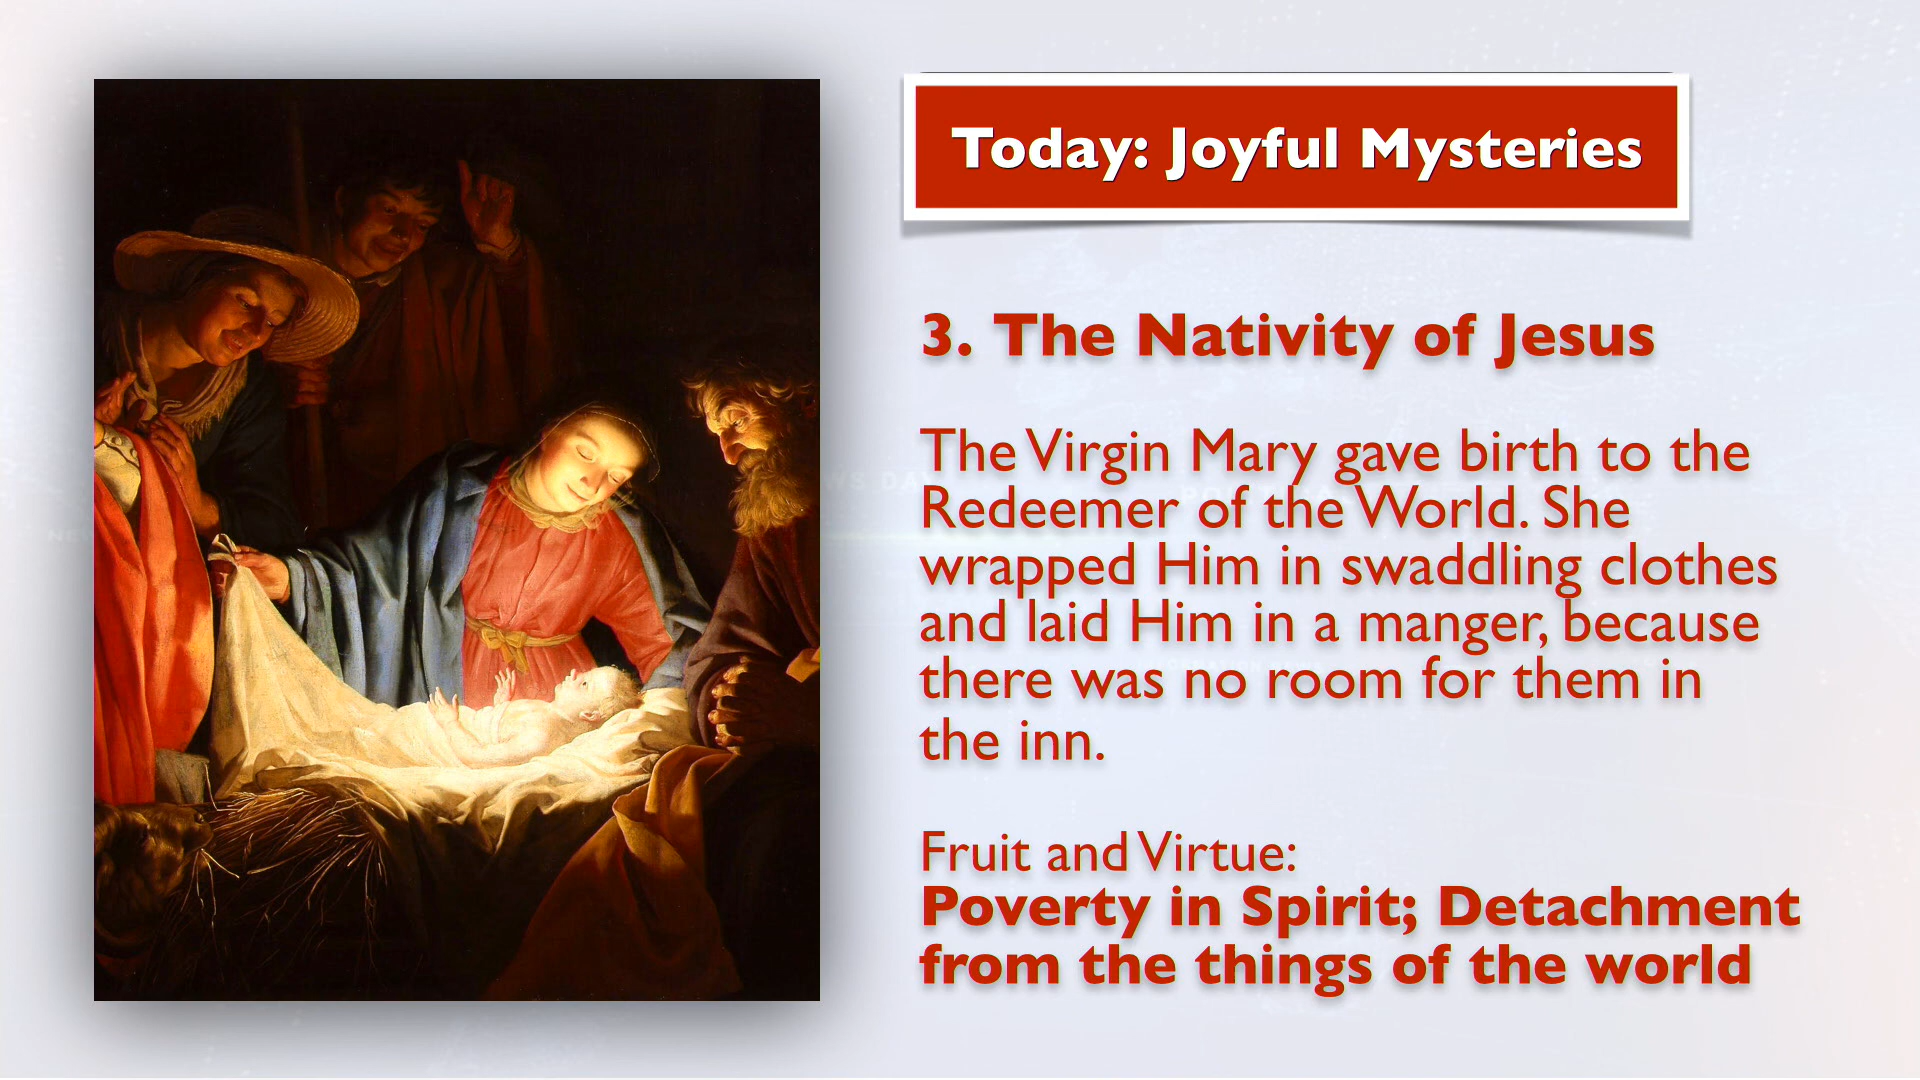 Today: Joyful Mysteries
3. The Nativity of Jesus
The Virgin Mary gave birth to the
Redeemer of the World. She
wrapped Him in swaddling clothes
and laid Him in a manger, because
there was no room for them in
the inn.
Fruit and Virtue:
Poverty in Spirit; Detachment
from the things of the world